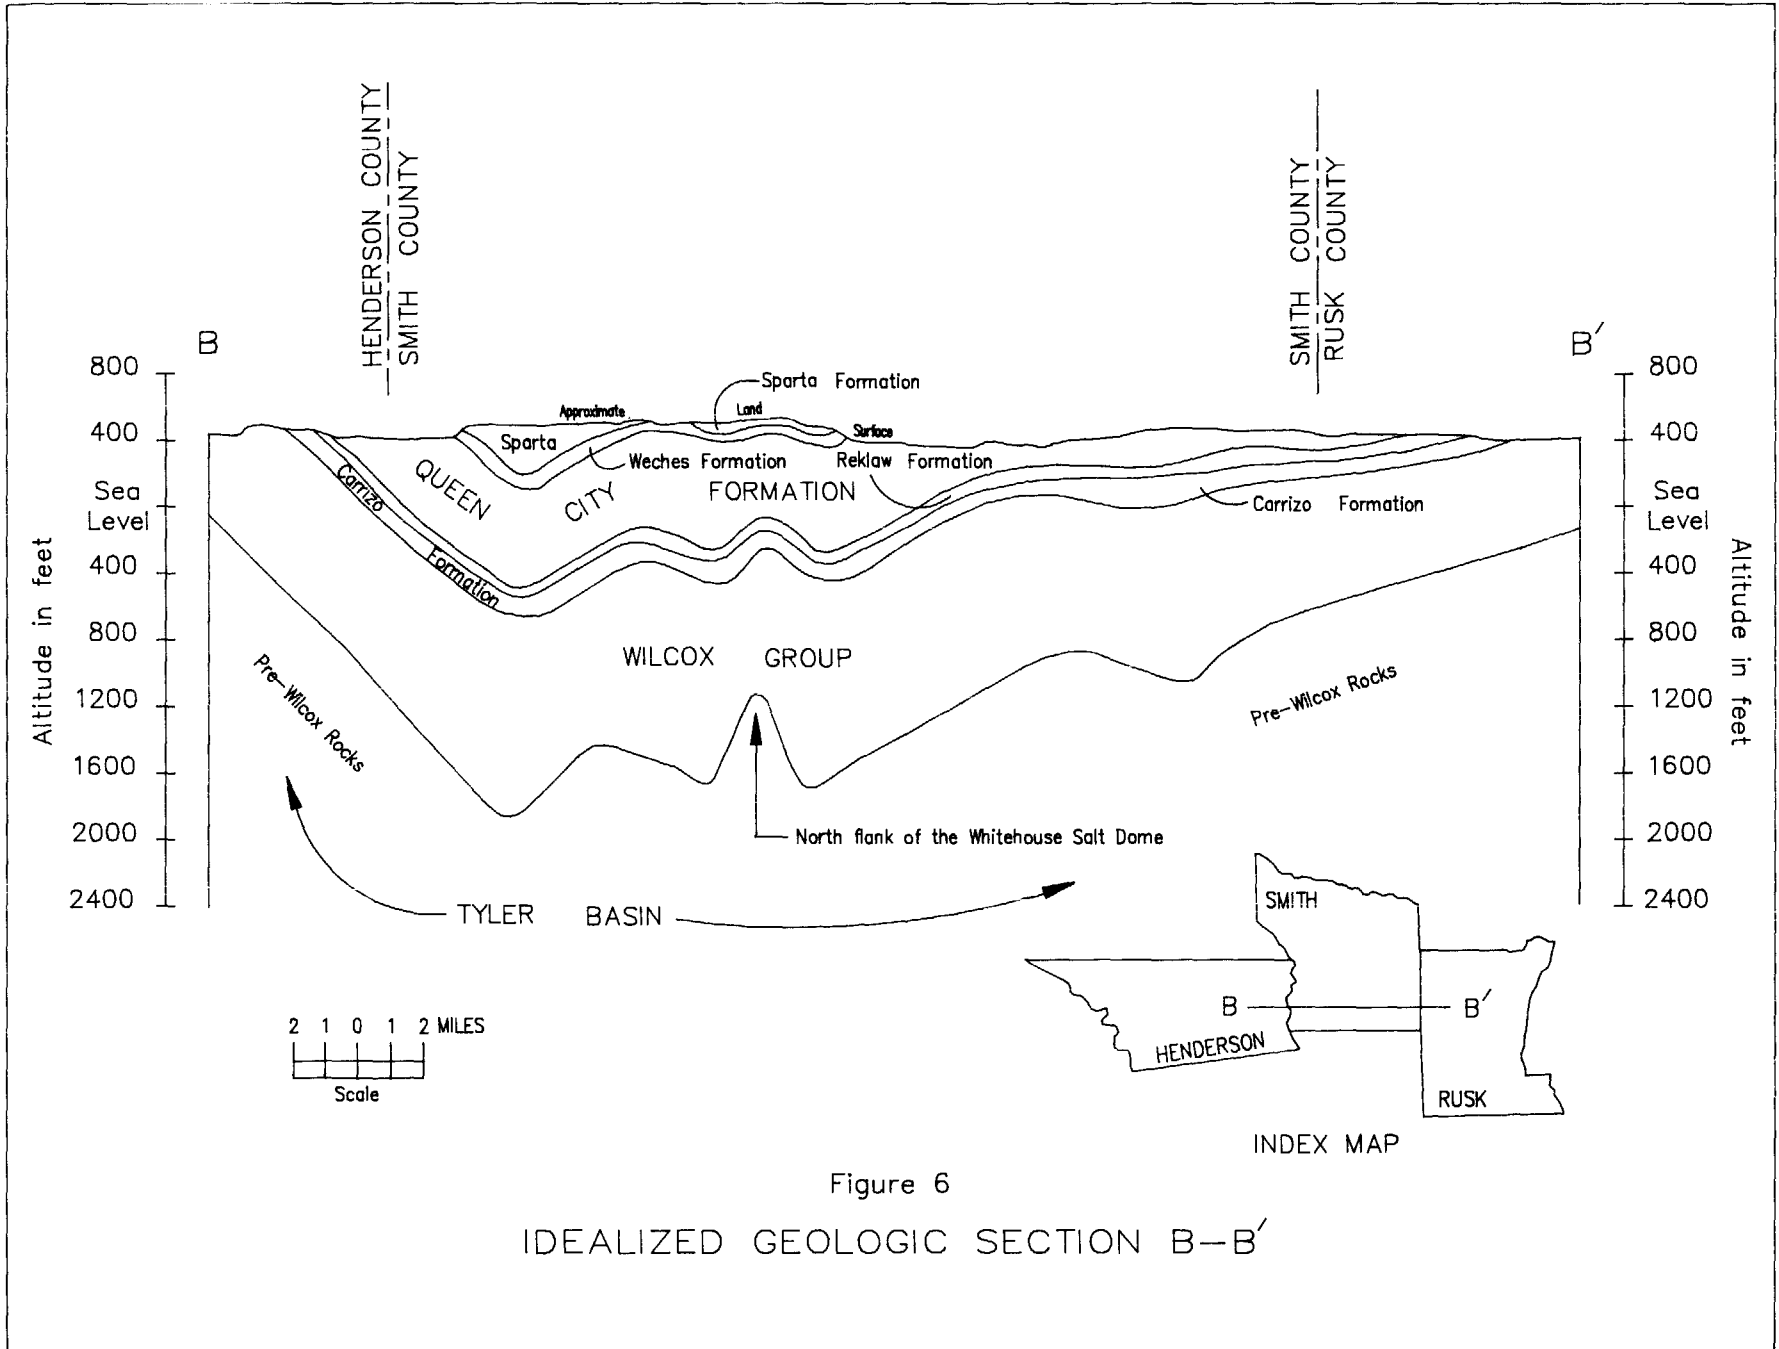 HENDERSON COUNTY
SMITH COUNTY
SMITH COUNTY
RUSK COUNTY
B
B′
800
400
Sea
Level
400
800
1200
1600
2000
2400
Altitude in feet
800
400
Sea
Level
400
800
1200
1600
2000
2400
Altitude in feet
Sparta Formation
Approximate
Land
Surface
Sparta
Weches Formation
Reklaw Formation
QUEEN CITY FORMATION
Carrizo Formation
Carrizo Formation
WILCOX GROUP
Pre-Wilcox Rocks
Pre-Wilcox Rocks
North flank of the Whitehouse Salt Dome
TYLER BASIN
SMITH
B
B′
HENDERSON
RUSK
INDEX MAP
2 1 0 1 2 MILES
Scale
Figure 6
IDEALIZED GEOLOGIC SECTION B-B′